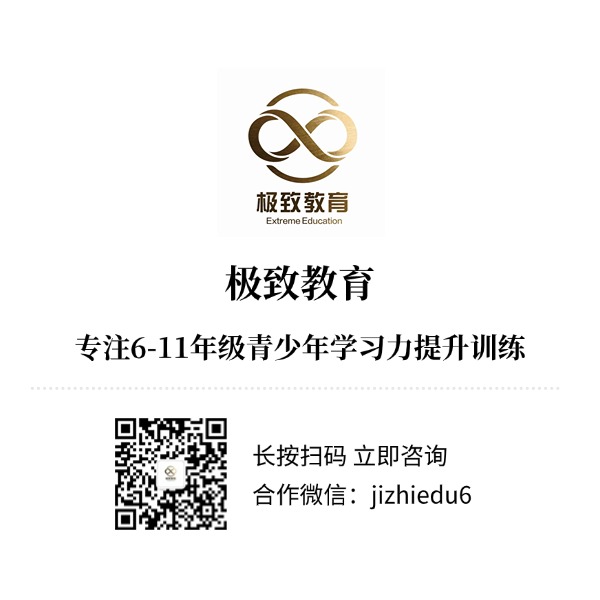 极致教育
Extreme Education
极致教育
专注6-11年级青少年学习力提升训练
长按扫码 立即咨询
合作微信：jizhiedu6